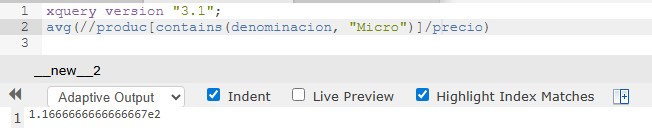 1 xquery version "3.1";
2 avg(//produc[contains(denominacion, "Micro")]/precio)
3
__new__2
Adaptive Output Indent Live Preview Highlight Index Matches
1 1.1666666666666667e2